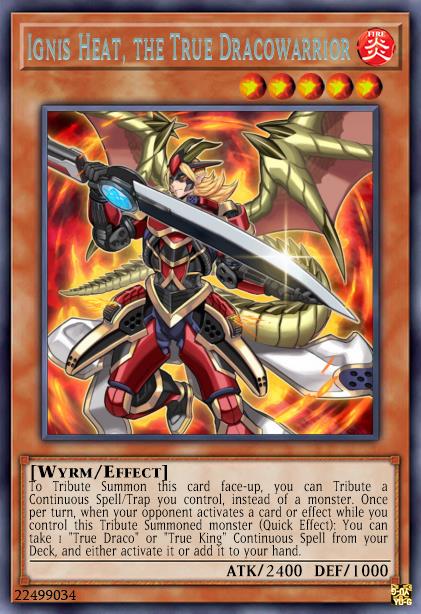 Ignis Heat, the True Dracowarrior
FIRE
炎
[Wyrm/Effect]
To Tribute Summon this card face-up, you can Tribute a
Continuous Spell/Trap you control, instead of a monster. Once
per turn, when your opponent activates a card or effect while you
control this Tribute Summoned monster (Quick Effect): You can
take 1 "True Draco" or "True King" Continuous Spell from your
Deck, and either activate it or add it to your hand.
ATK/2400 DEF/1000
22499034